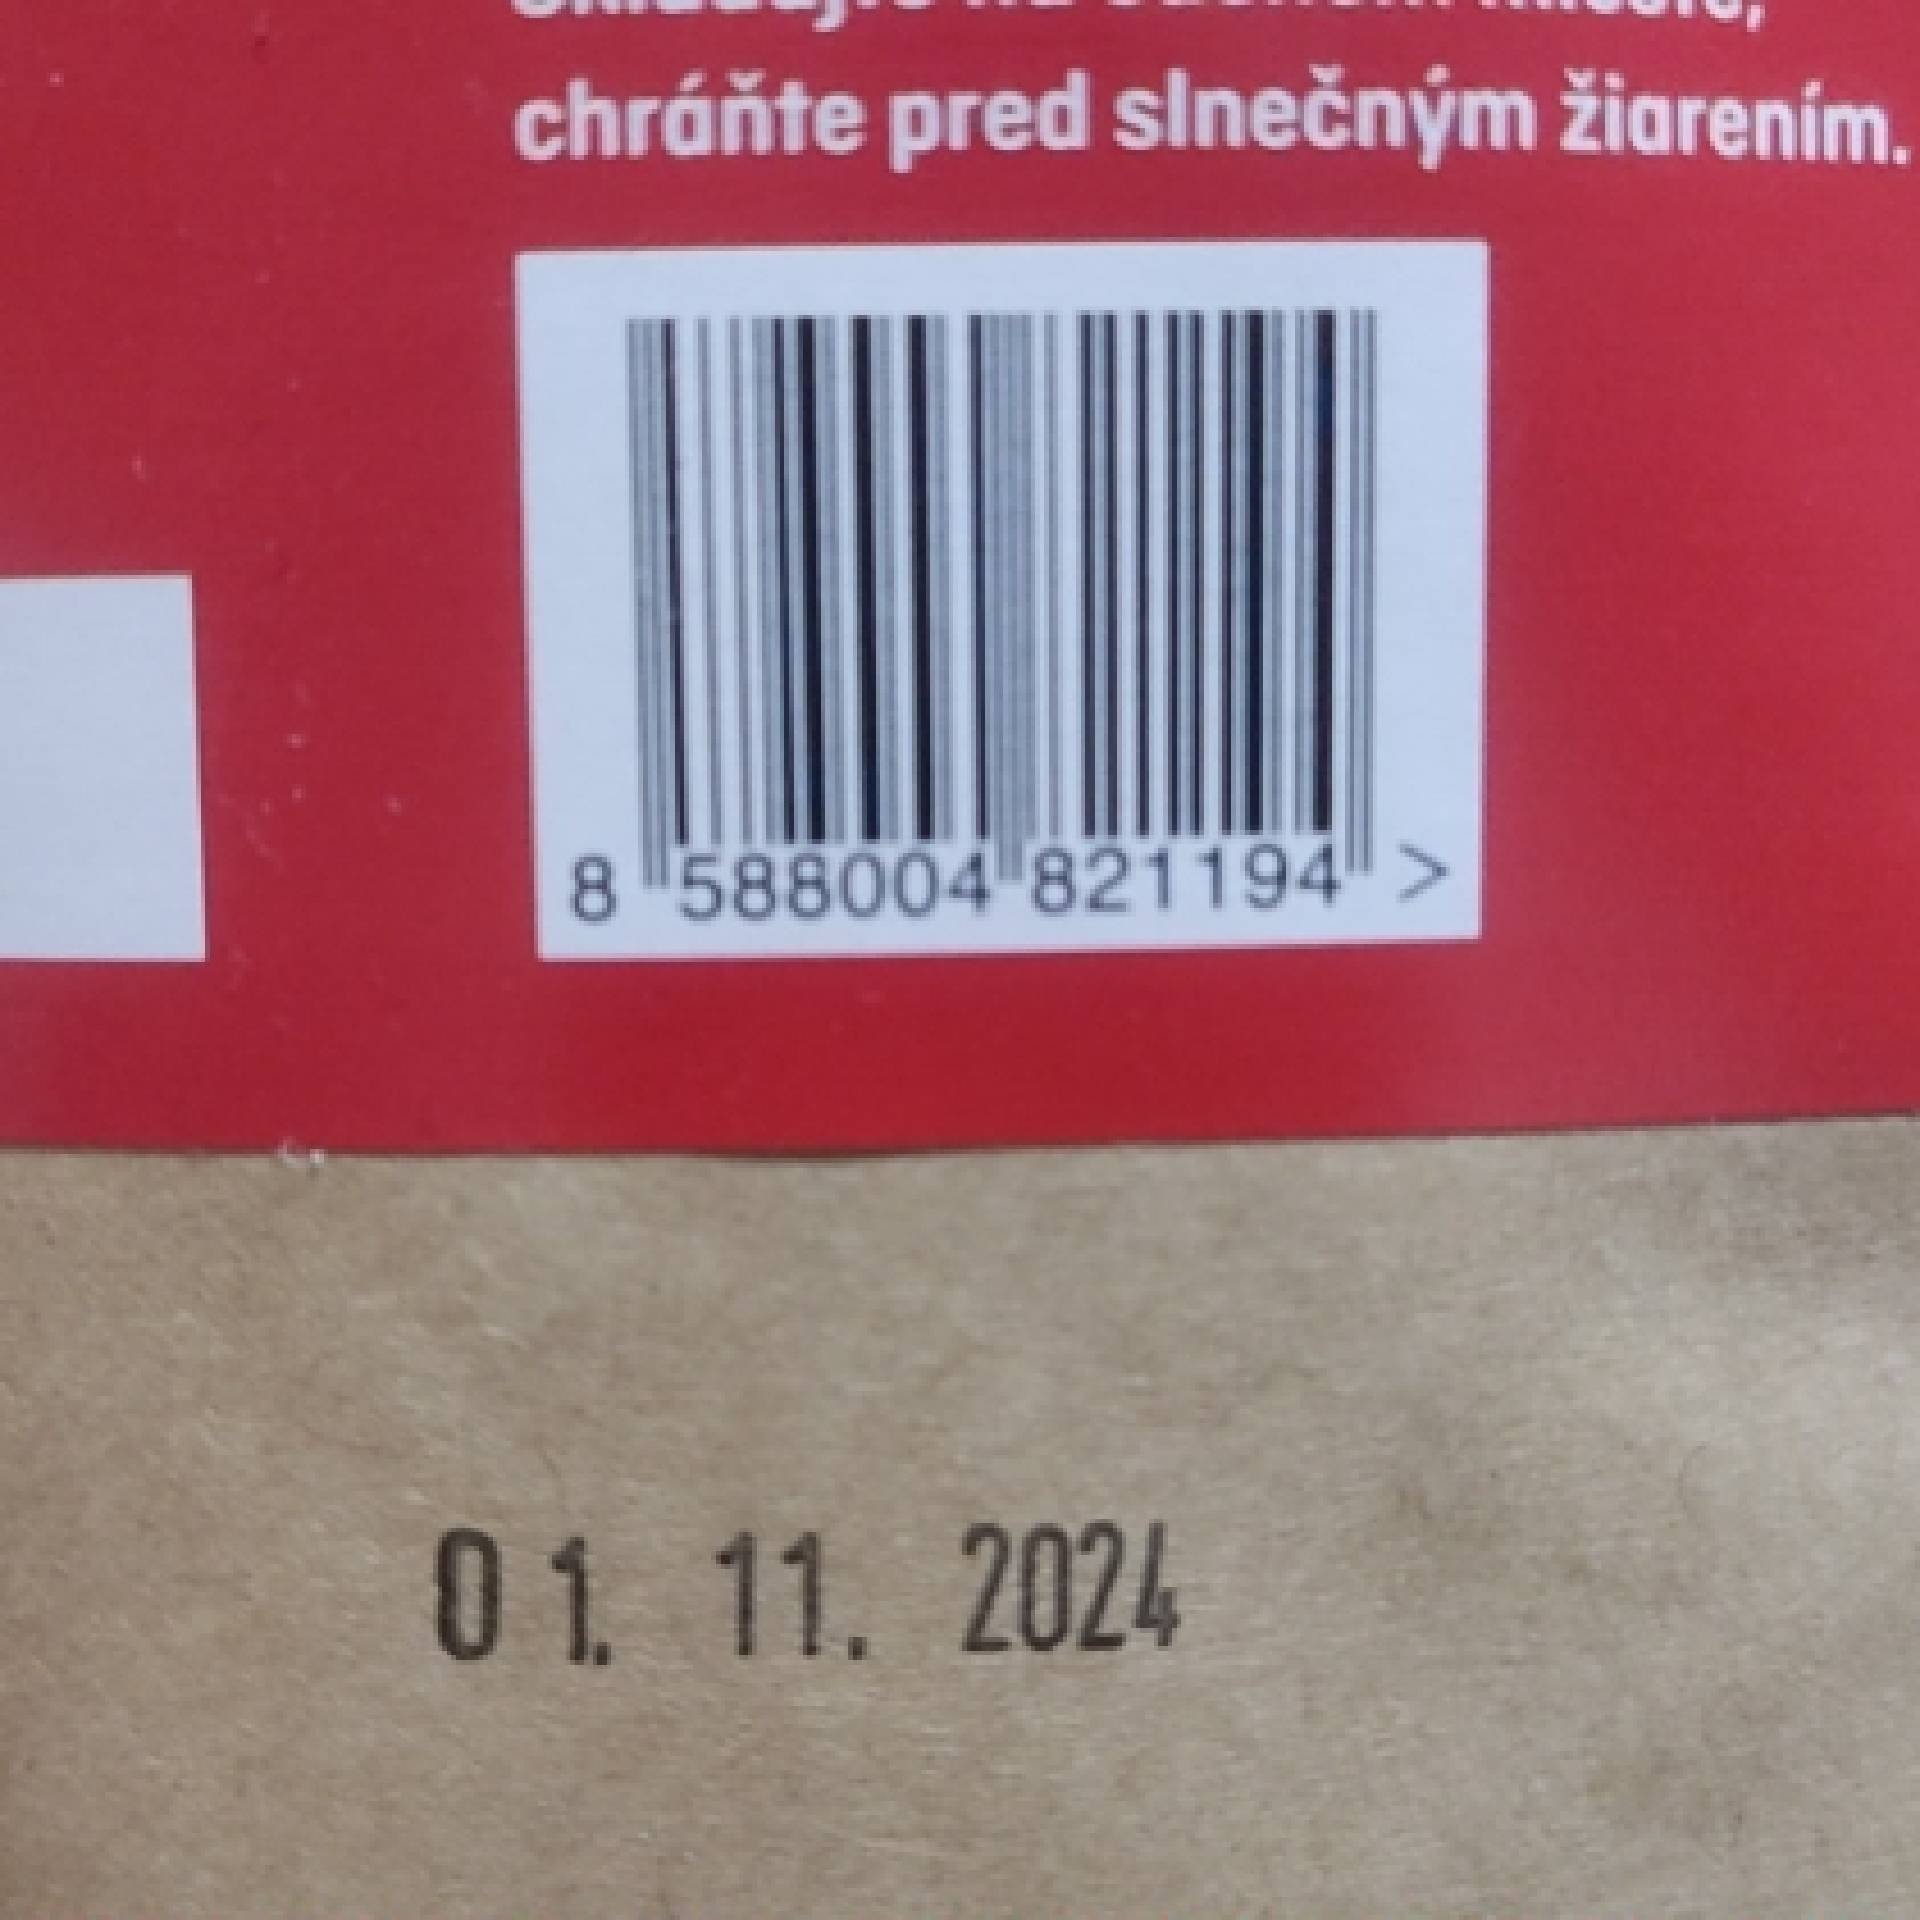 chráňte pred slnečným žiarením.
8 588004 821194 >
01. 11. 2024